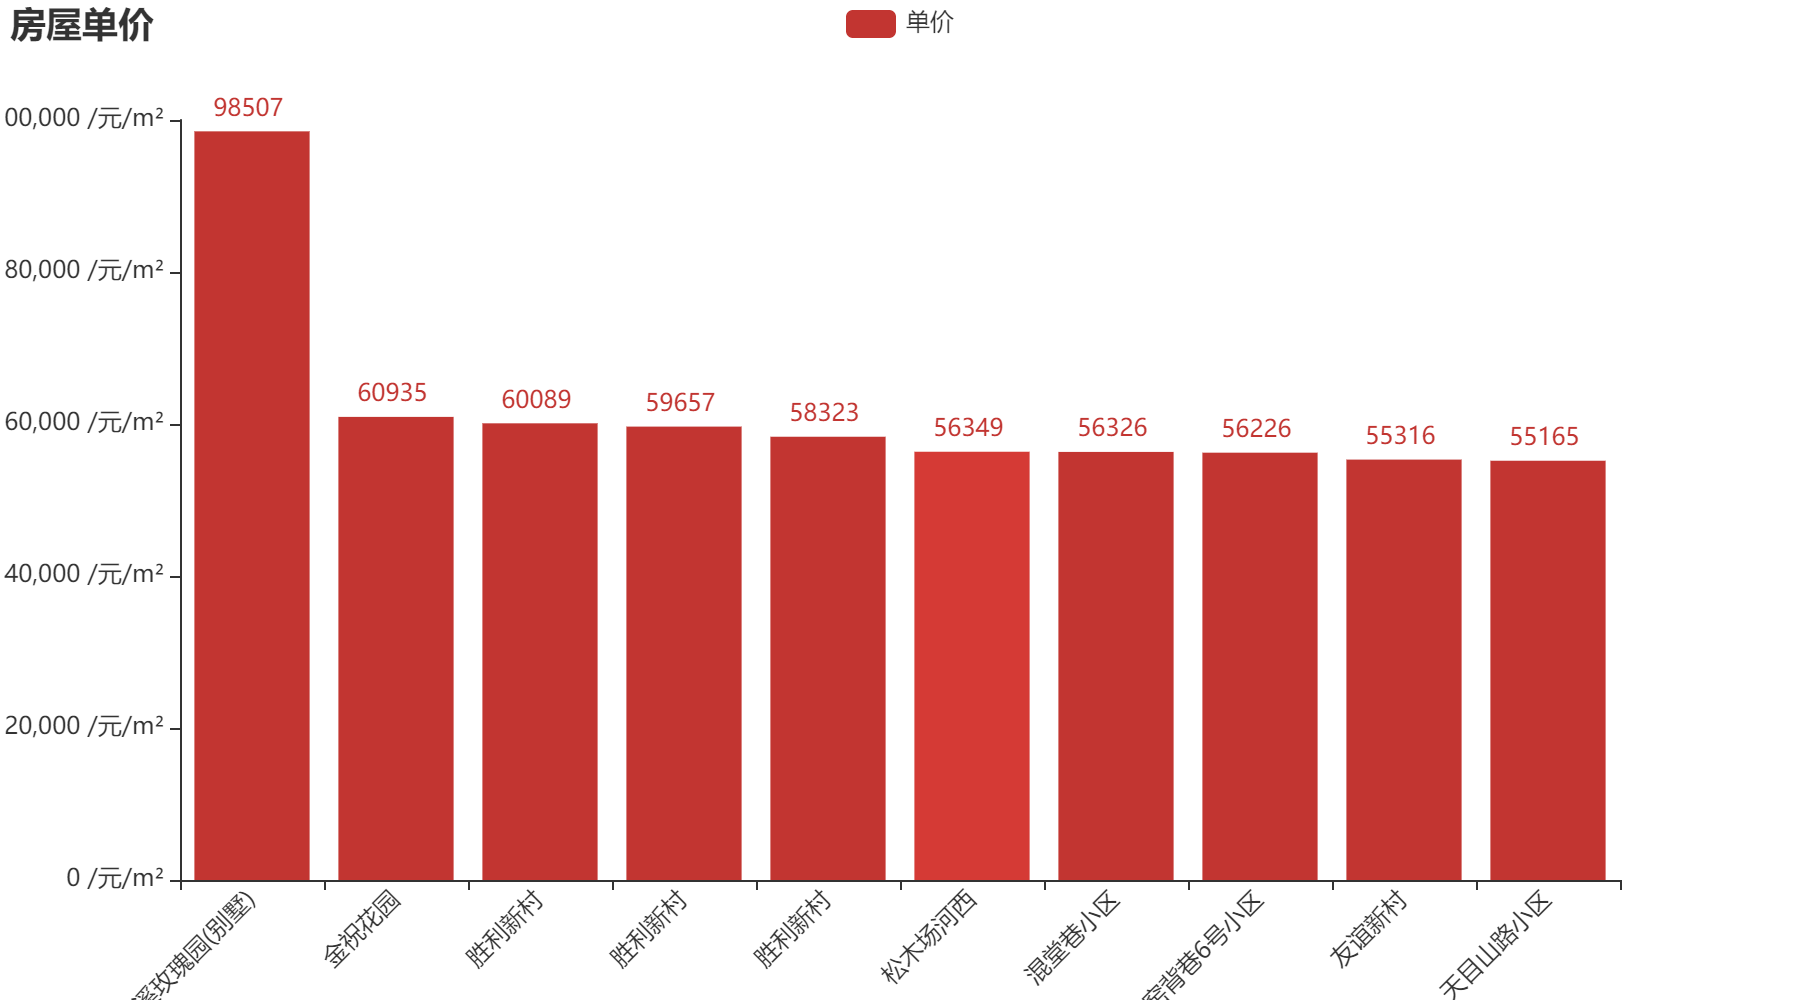 房屋单价
单价
00,000 /元/m²
80,000 /元/m²
60,000 /元/m²
40,000 /元/m²
20,000 /元/m²
0 /元/m²
98507
60935
60089
59657
58323
56349
56326
56226
55316
55165
溪玫瑰园(别墅)
金祝花园
胜利新村
胜利新村
胜利新村
松木场河西
混堂巷小区
窑背巷6号小区
友谊新村
天目山路小区